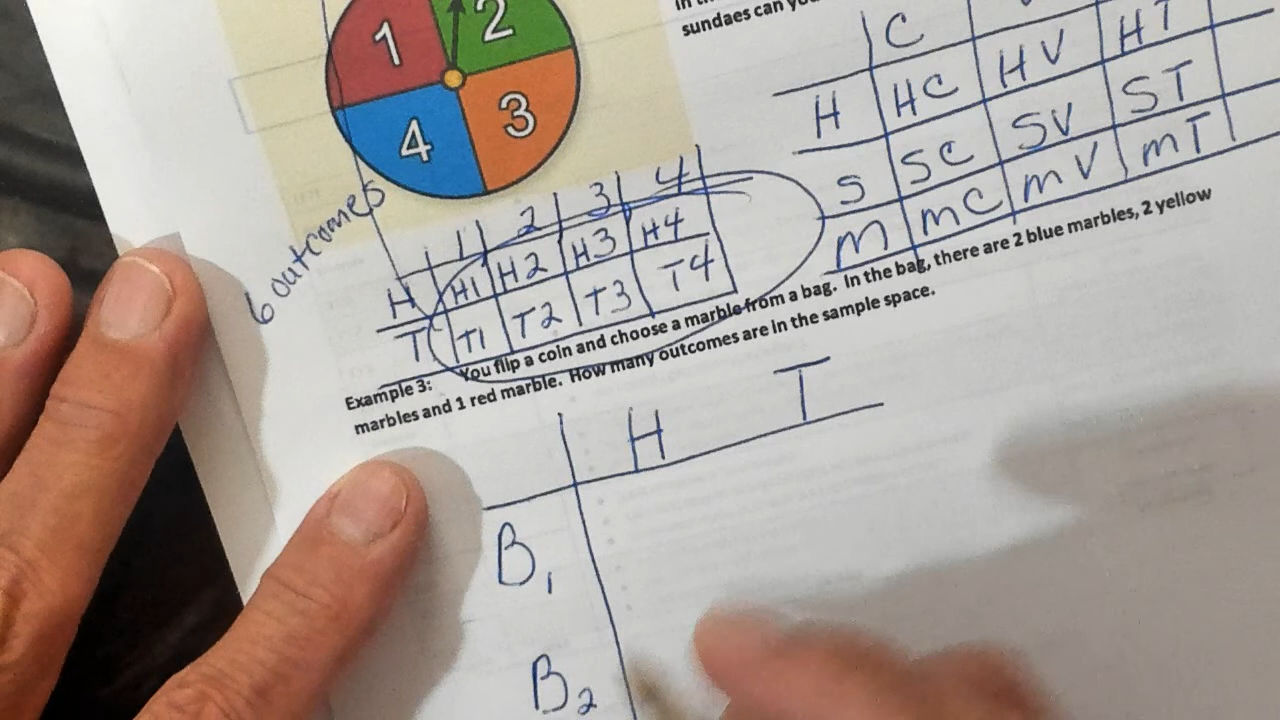 1 2
4 3
sundaes can
C
H HC HV HT
S SC SV ST
M mC mV mT
6 outcomes
1 2 3 4
H H1 H2 H3 H4
T T1 T2 T3 T4
Example 3: You flip a coin and choose a marble from a bag. In the bag, there are 2 blue marbles, 2 yellow
marbles and 1 red marble. How many outcomes are in the sample space.
H T
B1
B2